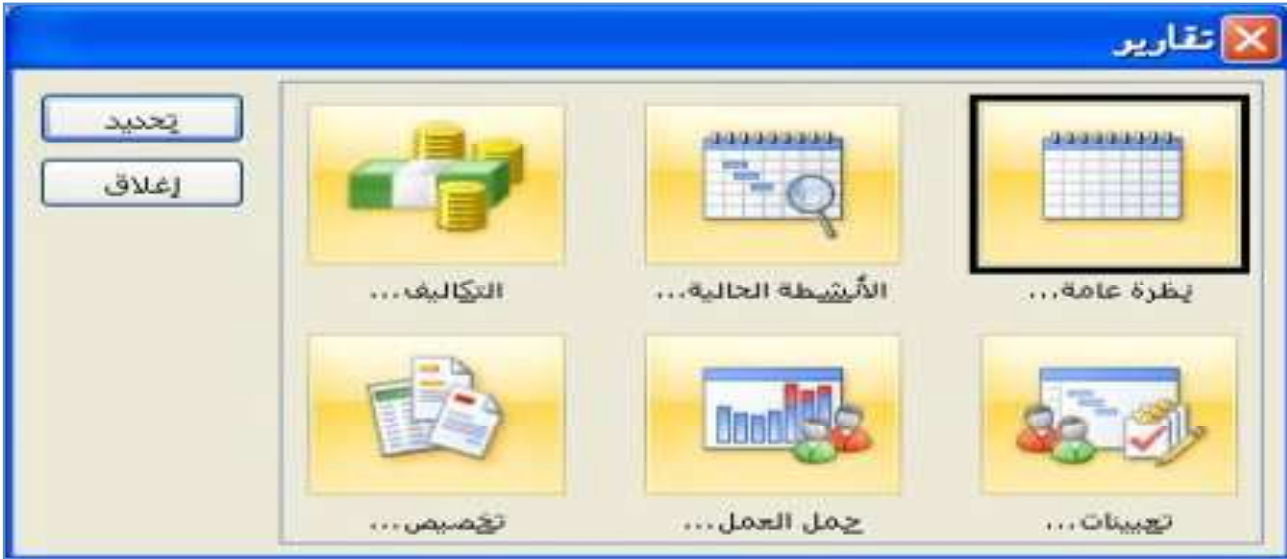 تقارير
نظرة عامة...
الأنشطة الحالية...
التكاليف...
تعيينات...
حمل العمل...
تخصيص...
تحديد
إغلاق